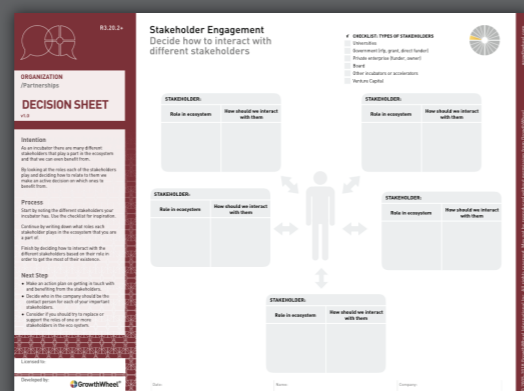 R3.20.2+
ORGANIZATION
/Partnerships
DECISION SHEET
v1.0
Intention
As an incubator there are many different
stakeholders that play a part in the ecosystem
and that we can even benefit from.
By looking at the roles each of the stakeholders
play and deciding how to relate to them we
make an active decision on which ones to
benefit from.
Process
Start by noting the different stakeholders your
incubator has. Use the checklist for inspiration.
Continue by writing down what roles each
stakeholder plays in the ecosystem that you are
a part of.
Finish by deciding how to interact with the
different stakeholders based on their role in
order to get the most of their existence.
Next Step
• Make an action plan on getting in touch with
and benefiting from the stakeholders.
• Decide who in the company should be the
contact person for each of your important
stakeholders.
• Consider if you should try to replace or
support the roles of one or more
stakeholders in the eco system.
Licensed to:
Developed by:
GrowthWheel®
Stakeholder Engagement
Decide how to interact with
different stakeholders
CHECKLIST: TYPES OF STAKEHOLDERS
Universities
Government (city, grant, direct funder)
Private enterprise (funder, owner)
Board
Other incubators or accelerators
Venture Capital
STAKEHOLDER:
Role in ecosystem
How should we interact
with them
STAKEHOLDER:
Role in ecosystem
How should we interact
with them
STAKEHOLDER:
Role in ecosystem
How should we interact
with them
STAKEHOLDER:
Role in ecosystem
How should we interact
with them
STAKEHOLDER:
Role in ecosystem
How should we interact
with them
Date:
Name:
Company: